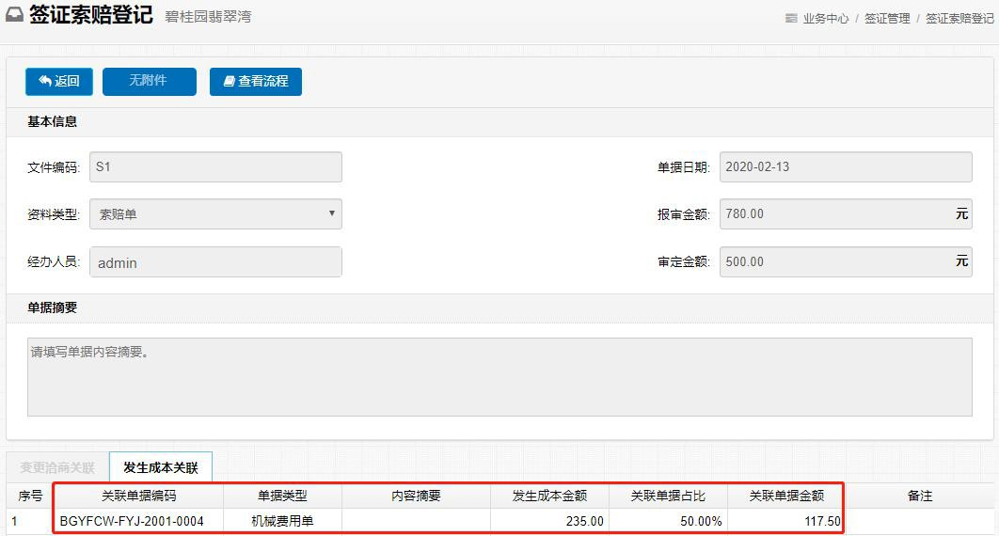 签证索赔登记 碧桂园翡翠湾 业务中心 / 签证管理 / 签证索赔登记
返回 无附件 查看流程
基本信息
文件编码: S1 单据日期: 2020-02-13
资料类型: 索赔单 报审金额: 780.00 元
经办人员: admin 审定金额: 500.00 元
单据摘要
请填写单据内容摘要。
变更洽商关联 发生成本关联
序号 关联单据编码 单据类型 内容摘要 发生成本金额 关联单据占比 关联单据金额 备注
1 BGYFCW-FYJ-2001-0004 机械费用单 235.00 50.00% 117.50